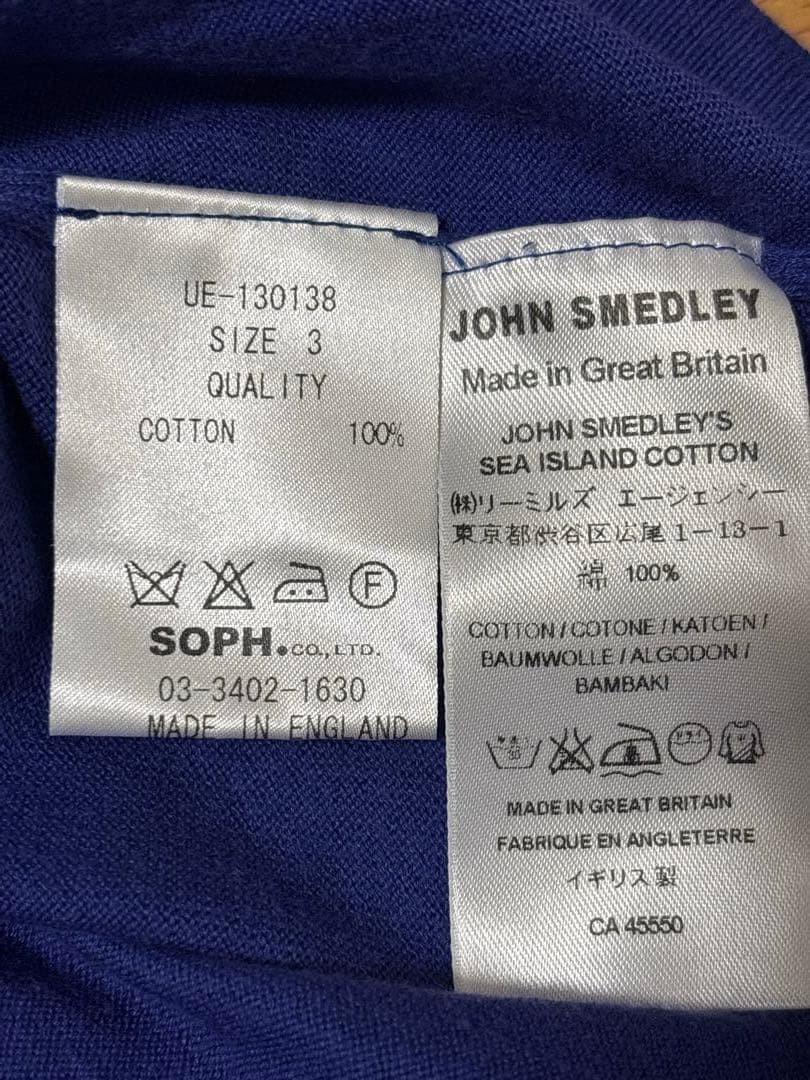 UE-130138
SIZE 3
QUALITY
COTTON 100%
F
SOPH.CO.,LTD.
03-3402-1630
MADE IN ENGLAND
JOHN SMEDLEY
Made in Great Britain
JOHN SMEDLEY'S
SEA ISLAND COTTON
㈱リーミルズ エージェンシー
東京都渋谷区広尾1-13-1
綿 100%
COTTON / COTONE / KATOEN /
BAUMWOLLE / ALGODON /
BAMBAKI
30
MADE IN GREAT BRITAIN
FABRIQUE EN ANGLETERRE
イギリス製
CA 45550